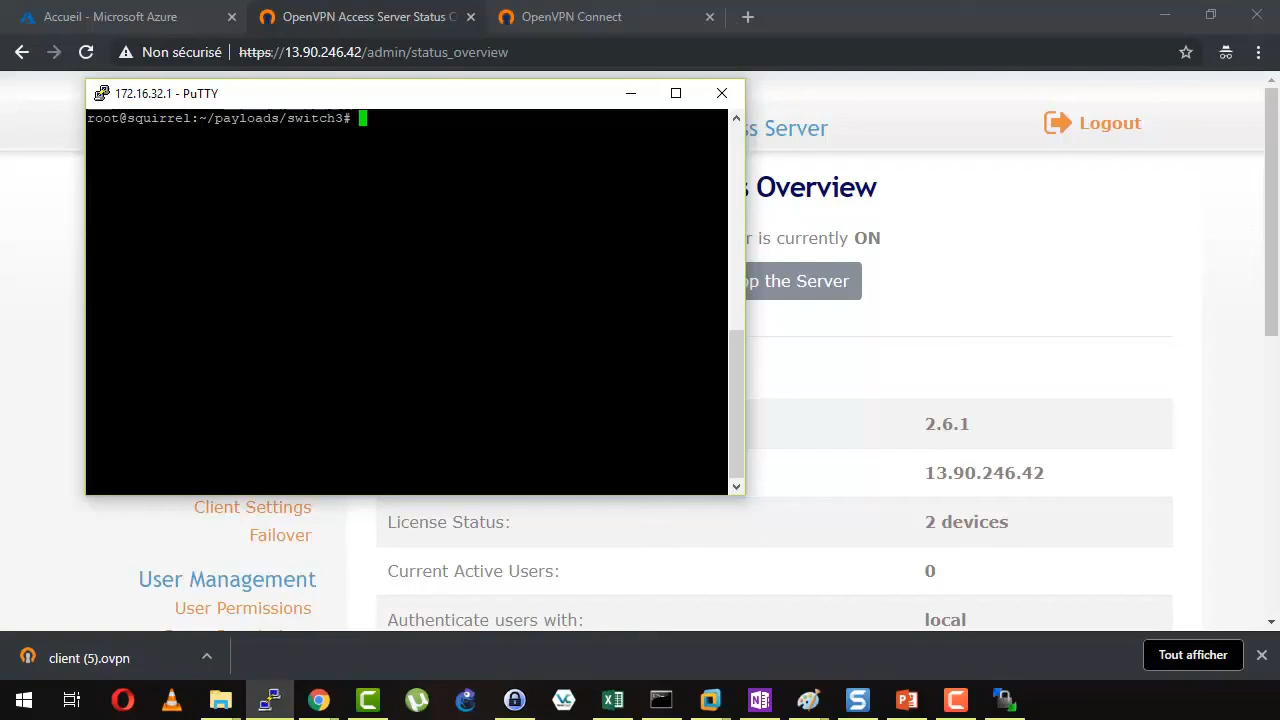 Accueil - Microsoft Azure
OpenVPN Access Server Status O
OpenVPN Connect
Non sécurisé
https://13.90.246.42/admin/status_overview
172.16.32.1 - PuTTY
root@squirrel:~/payloads/switch3#
ss Server
Logout
s Overview
r is currently ON
op the Server
2.6.1
13.90.246.42
Client Settings
Failover
License Status:
2 devices
Current Active Users:
0
User Management
User Permissions
Authenticate users with:
local
client (5).ovpn
Tout afficher